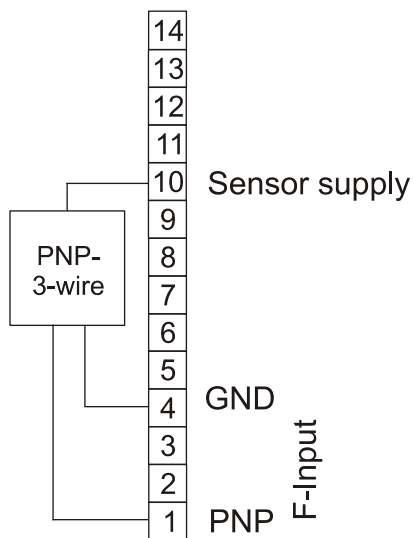 14
13
12
11
10 Sensor supply
9
PNP-
3-wire
8
7
6
5
4 GND
3
2
1 PNP
F-Input